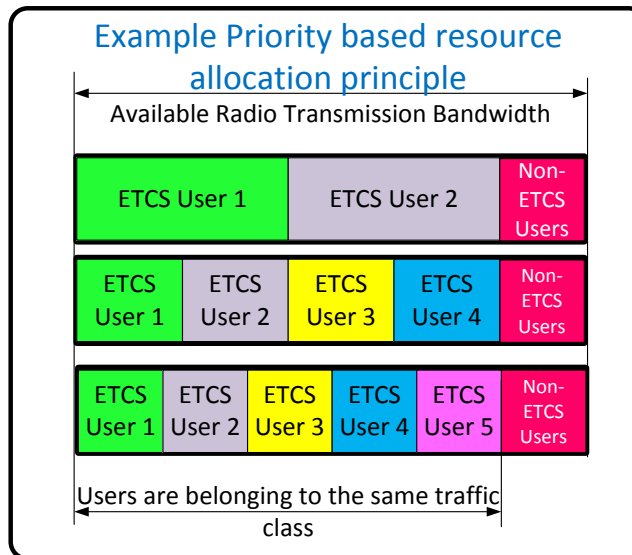 Example Priority based resource
allocation principle
Available Radio Transmission Bandwidth
ETCS User 1
ETCS User 2
Non-
ETCS
Users
ETCS
User 1
ETCS
User 2
ETCS
User 3
ETCS
User 4
Non-
ETCS
Users
ETCS
User 1
ETCS
User 2
ETCS
User 3
ETCS
User 4
ETCS
User 5
Non-
ETCS
Users
Users are belonging to the same traffic
class